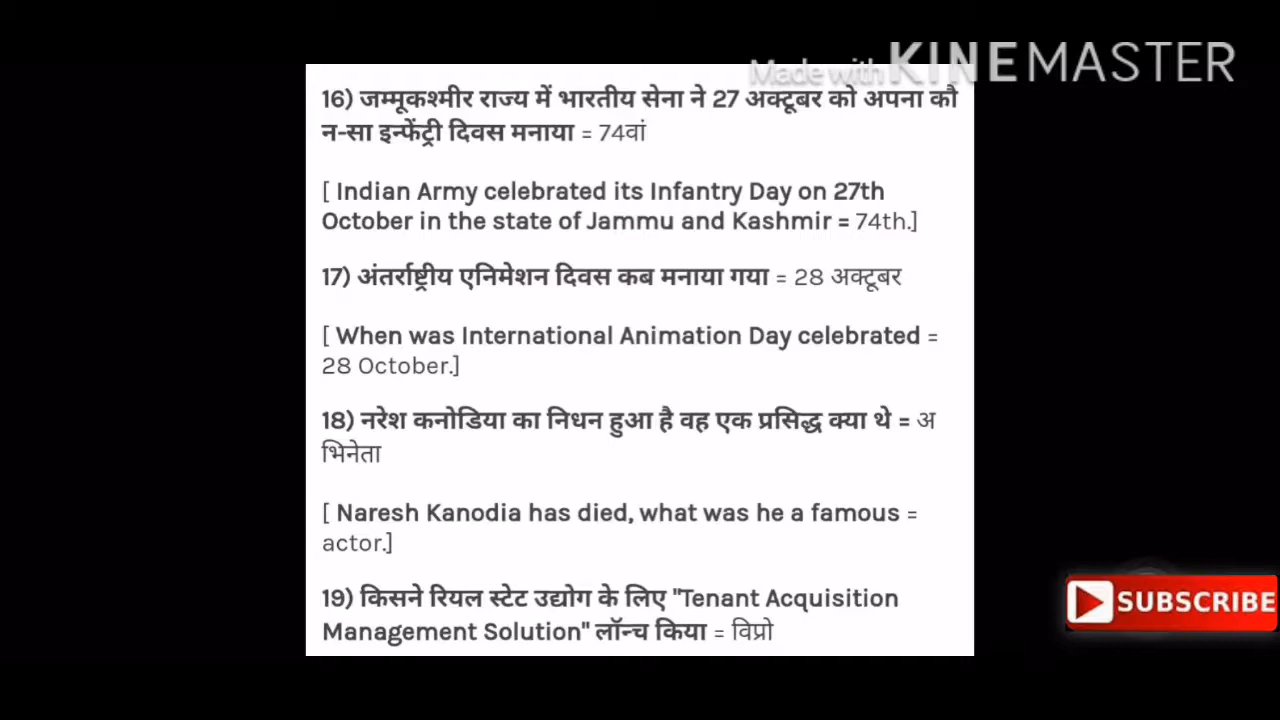 Made with KINEMASTER
16) जम्मूकश्मीर राज्य में भारतीय सेना ने 27 अक्टूबर को अपना कौ
न-सा इन्फेंट्री दिवस मनाया = 74वां
[ Indian Army celebrated its Infantry Day on 27th
October in the state of Jammu and Kashmir = 74th.]
17) अंतर्राष्ट्रीय एनिमेशन दिवस कब मनाया गया = 28 अक्टूबर
[ When was International Animation Day celebrated =
28 October.]
18) नरेश कनोडिया का निधन हुआ है वह एक प्रसिद्ध क्या थे = अ
भिनेता
[ Naresh Kanodia has died, what was he a famous =
actor.]
19) किसने रियल स्टेट उद्योग के लिए "Tenant Acquisition
Management Solution" लॉन्च किया = विप्रो
SUBSCRIBE